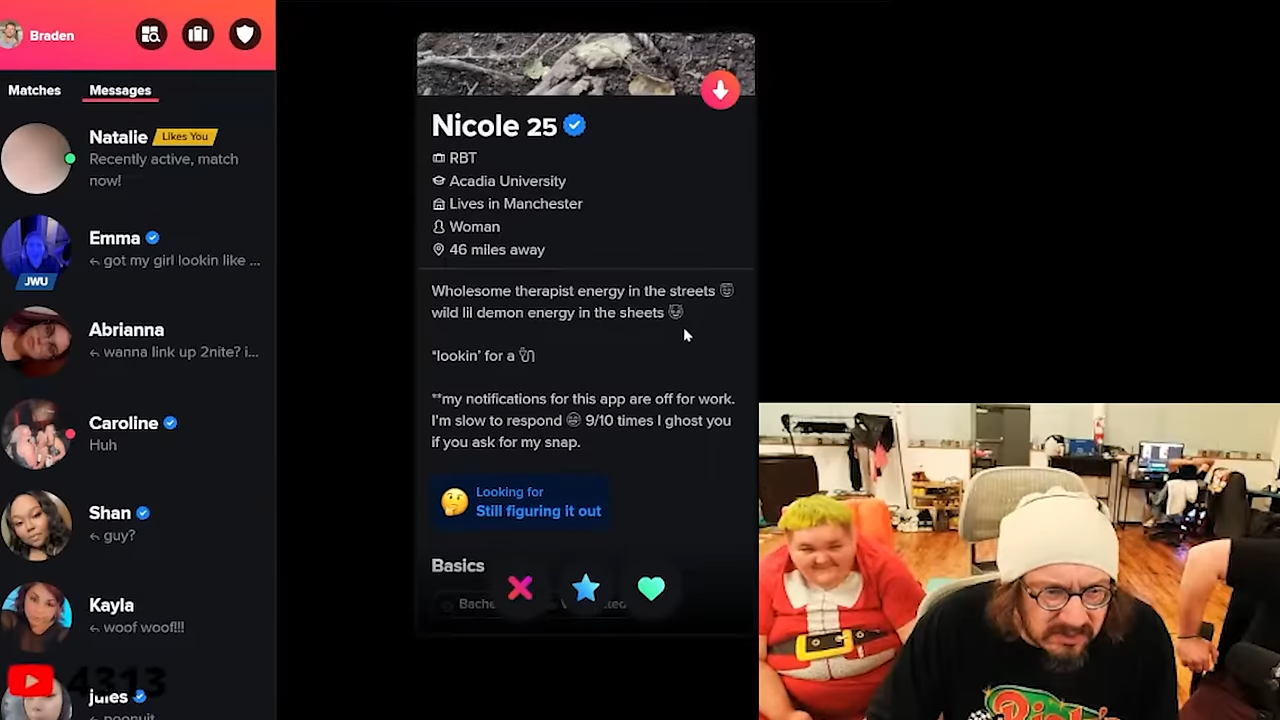 Braden
Matches
Messages
Natalie
Likes You
Recently active, match
now!
Emma
got my girl lookin like ...
JWU
Abrianna
wanna link up 2nite? i...
Caroline
Huh
Shan
guy?
Kayla
woof woof!!!
4313
jules
Nicole 25
RBT
Acadia University
Lives in Manchester
Woman
46 miles away
Wholesome therapist energy in the streets
wild lil demon energy in the sheets
*lookin’ for a
**my notifications for this app are off for work.
I'm slow to respond 9/10 times I ghost you
if you ask for my snap.
Looking for
Still figuring it out
Basics